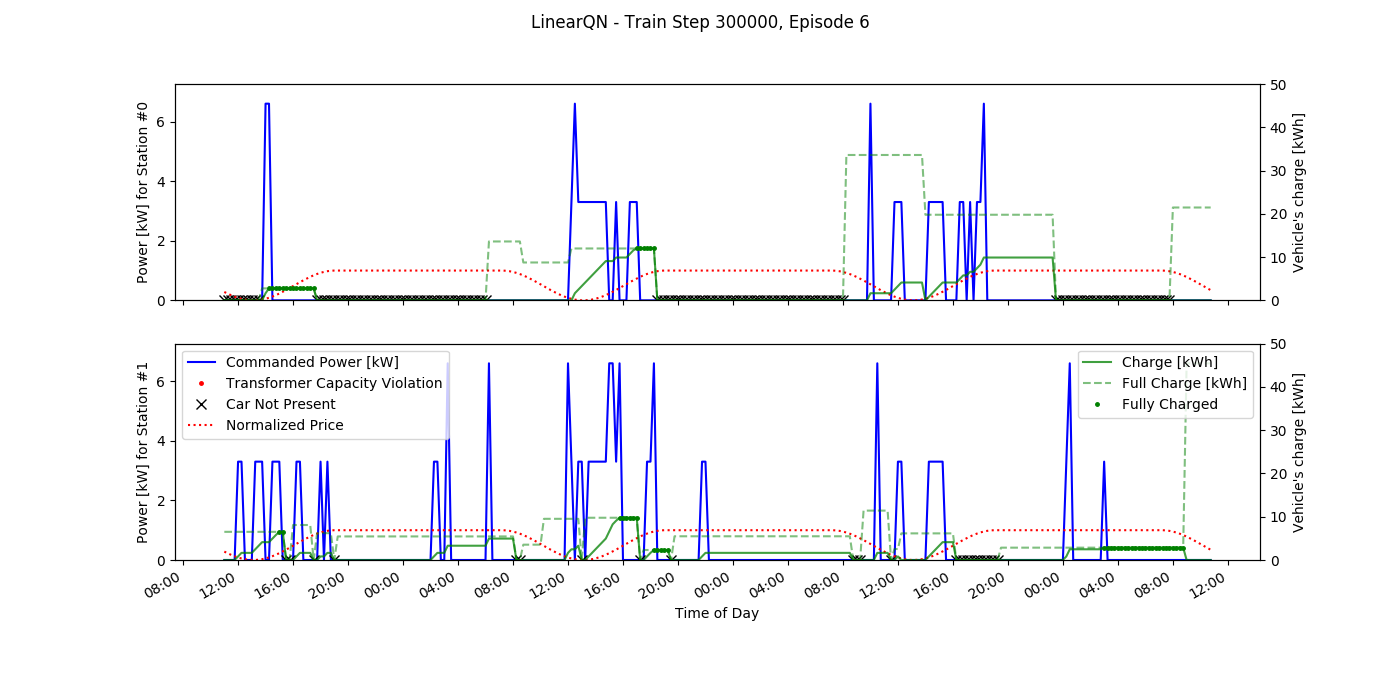 LinearQN - Train Step 300000, Episode 6
Power [kW] for Station #0
6
4
2
0
50
40
30
20
10
0
Vehicle's charge [kWh]
Power [kW] for Station #1
6
4
2
0
Commanded Power [kW]
Transformer Capacity Violation
Car Not Present
Normalized Price
Charge [kWh]
Full Charge [kWh]
Fully Charged
50
40
30
20
10
0
Vehicle's charge [kWh]
08:00 12:00 16:00 20:00 00:00 04:00 08:00 12:00 16:00 20:00 00:00 04:00 08:00 12:00 16:00 20:00 00:00 04:00 08:00 12:00
Time of Day